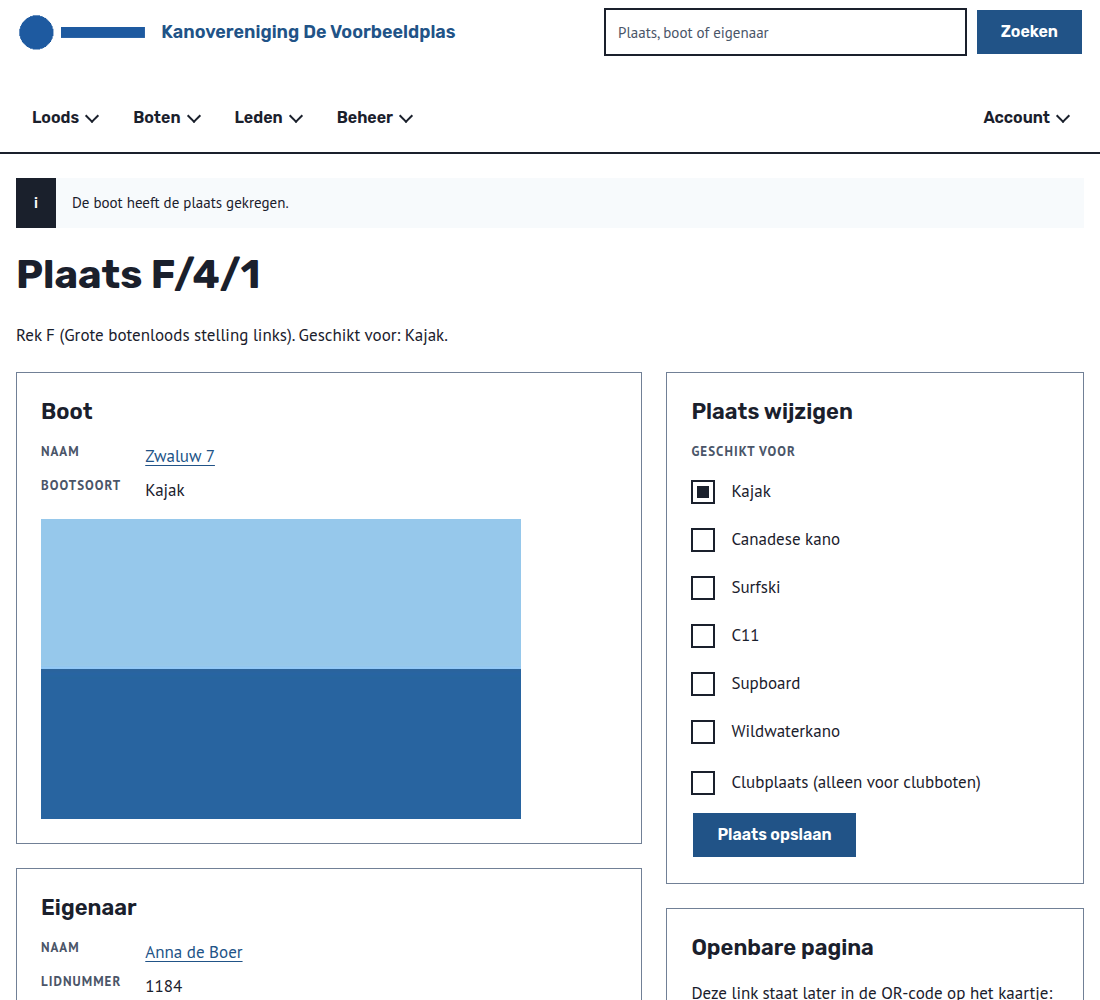 Kanovereniging De Voorbeeldplas
Plaats, boot of eigenaar
Zoeken
Loods
Boten
Leden
Beheer
Account
i
De boot heeft de plaats gekregen.
Plaats F/4/1
Rek F (Grote botenloods stelling links). Geschikt voor: Kajak.
Boot
NAAM
Zwaluw 7
BOOTSOORT
Kajak
Eigenaar
NAAM
Anna de Boer
LIDNUMMER
1184
Plaats wijzigen
GESCHIKT VOOR
Kajak
Canadese kano
Surfski
C11
Supboard
Wildwaterkano
Clubplaats (alleen voor clubboten)
Plaats opslaan
Openbare pagina
Deze link staat later in de QR-code op het kaartje: